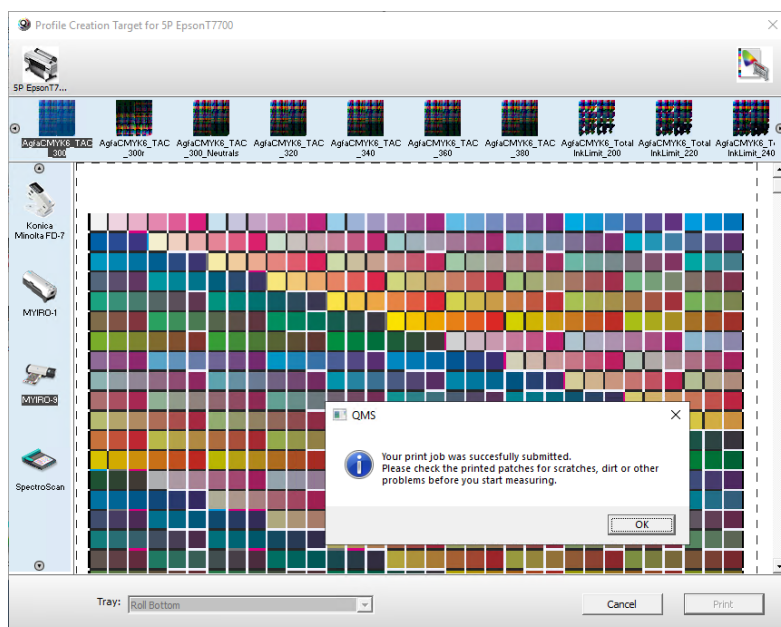 Profile Creation Target for 5P EpsonT7700
5P EpsonT7...
AgfaCMYK6_TAC
_300
AgfaCMYK6_TAC
_300r
AgfaCMYK6_TAC
_300_Neutrals
AgfaCMYK6_TAC
_320
AgfaCMYK6_TAC
_340
AgfaCMYK6_TAC
_360
AgfaCMYK6_TAC
_380
AgfaCMYK6_Total
InkLimit_200
AgfaCMYK6_Total
InkLimit_220
AgfaCMYK6_T
InkLimit_240
Konica
Minolta FD-7
MYIRO-1
MYIRO-9
SpectroScan
QMS
Your print job was succesfully submitted.
Please check the printed patches for scratches, dirt or other
problems before you start measuring.
OK
Tray:
Roll Bottom
Cancel
Print